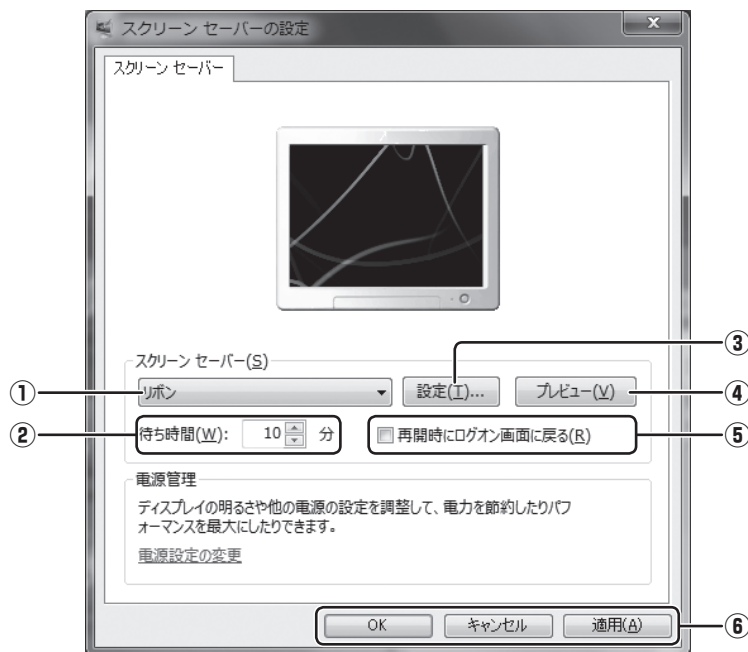 スクリーン セーバーの設定
x
スクリーン セーバー
スクリーン セーバー(S)
① リボン 設定(T)... ③ プレビュー(V) ④
② 待ち時間(W): 10 分 再開時にログオン画面に戻る(R) ⑤
電源管理
ディスプレイの明るさや他の電源の設定を調整して、電力を節約したりパフ
ォーマンスを最大にしたりできます。
電源設定の変更
OK キャンセル 適用(A) ⑥